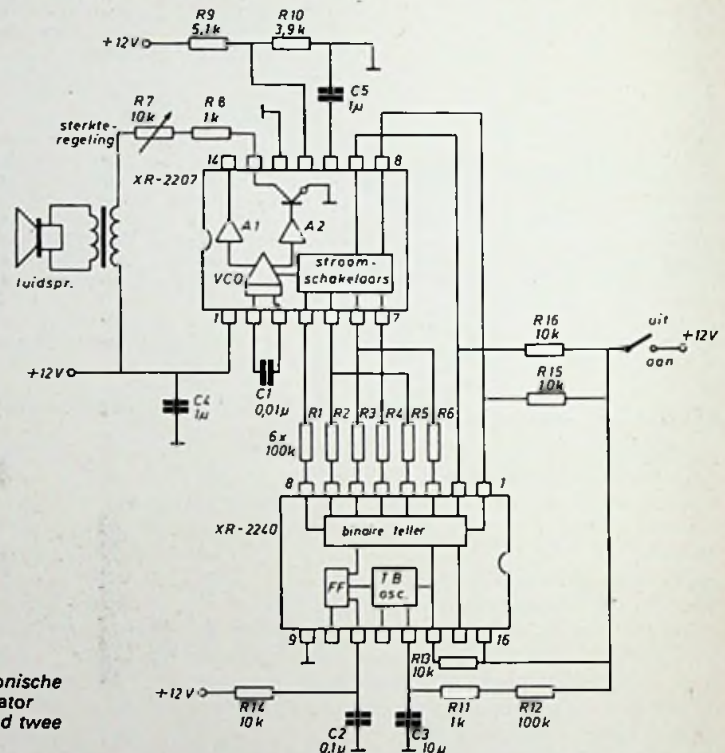 R9
5,1k
R10
3,9k
+12V
C5
1µ
R7
10k
R8
1k
sterkte-
regeling
14
8
XR-2207
A1
A2
VCO
stroom-
schakelaars
luidspr.
1
7
+12V
C1
0,01µ
C4
1µ
R16
10k
uit
+12V
aan
R15
10k
R1
R2
R3
R4
R5
R6
6x
100k
8
1
XR-2240
binaire teller
FF
TB
osc.
9
16
R13
10k
+12V
R14
10k
R11
1k
R12
100k
C2
0,1µ
C3
10µ
onische
ator
d twee